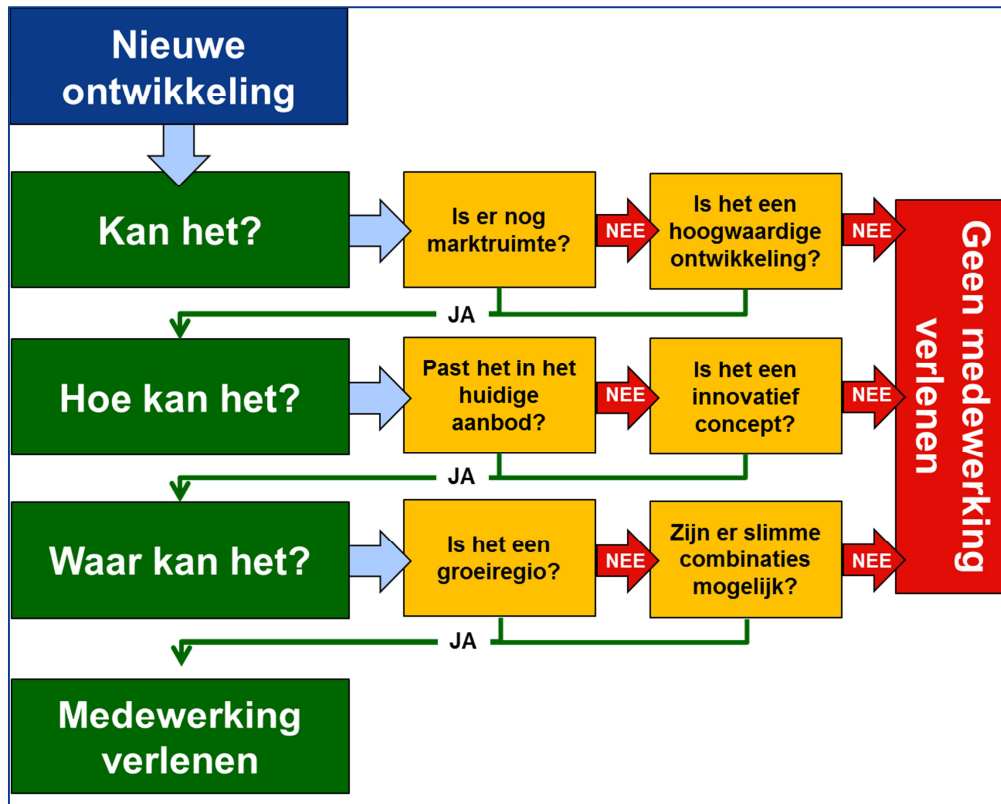 Nieuwe
ontwikkeling
Kan het?
Is er nog
marktruimte?
NEE
Is het een
hoogwaardige
ontwikkeling?
NEE
Geen medewerking
verlenen
JA
Hoe kan het?
Past het in het
huidige
aanbod?
NEE
Is het een
innovatief
concept?
NEE
JA
Waar kan het?
Is het een
groeiregio?
NEE
Zijn er slimme
combinaties
mogelijk?
NEE
JA
Medewerking
verlenen